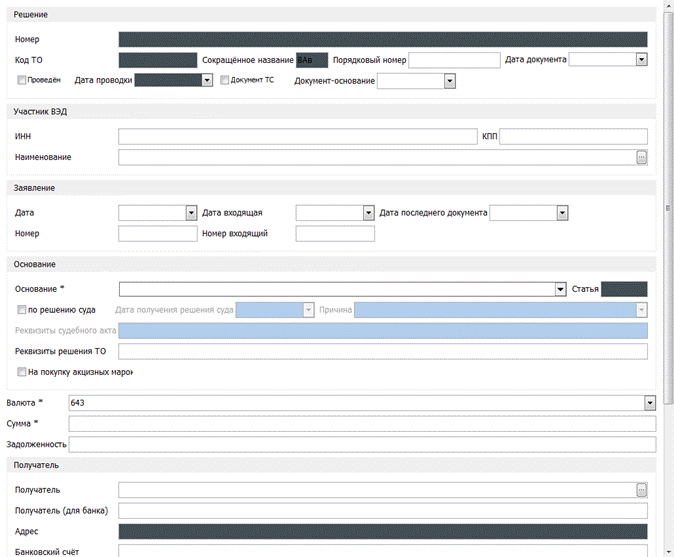 Решение
Номер
Код ТО Сокращённое название ВАв Порядковый номер Дата документа
Проведён Дата проводки Документ ТС Документ-основание
Участник ВЭД
ИНН КПП
Наименование ...
Заявление
Дата Дата входящая Дата последнего документа
Номер Номер входящий
Основание
Основание * Статья
по решению суда Дата получения решения суда Причина
Реквизиты судебного акта
Реквизиты решения ТО
На покупку акцизных марок
Валюта * 643
Сумма *
Задолженность
Получатель
Получатель ...
Получатель (для банка)
Адрес
Банковский счёт